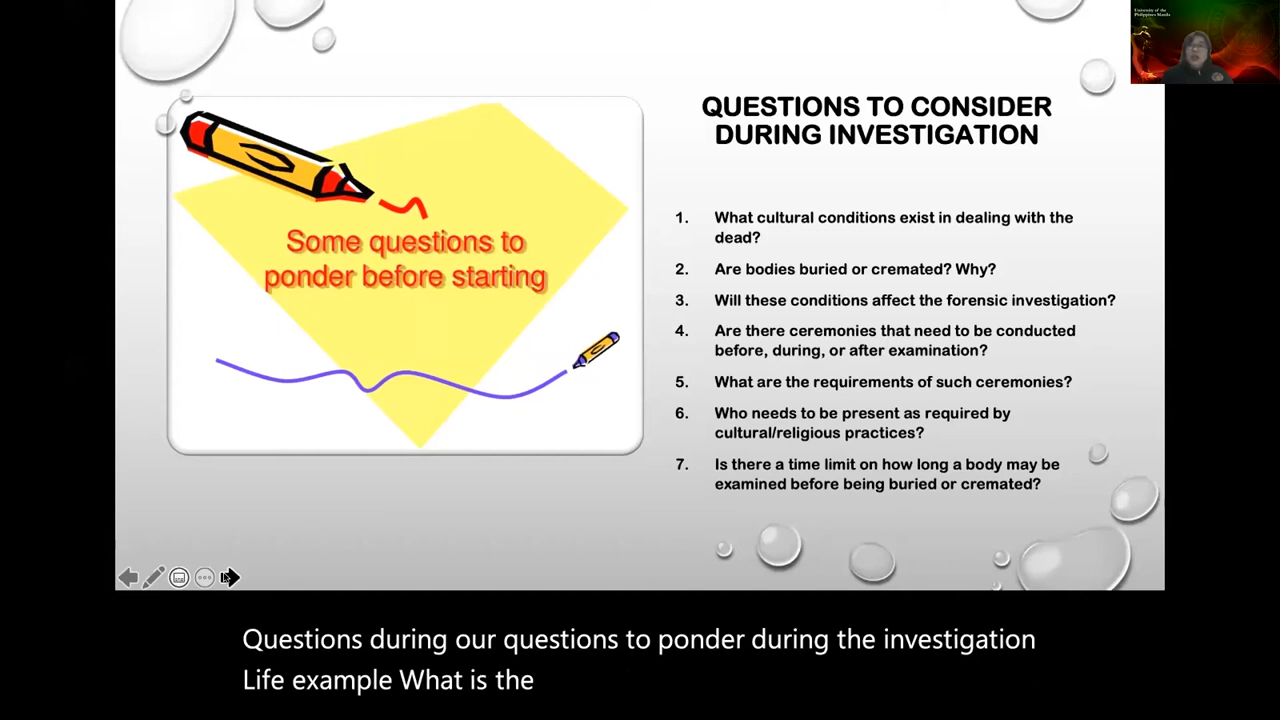 University of the
Philippines Manila
QUESTIONS TO CONSIDER
DURING INVESTIGATION
Some questions to
ponder before starting
1. What cultural conditions exist in dealing with the
dead?
2. Are bodies buried or cremated? Why?
3. Will these conditions affect the forensic investigation?
4. Are there ceremonies that need to be conducted
before, during, or after examination?
5. What are the requirements of such ceremonies?
6. Who needs to be present as required by
cultural/religious practices?
7. Is there a time limit on how long a body may be
examined before being buried or cremated?
Questions during our questions to ponder during the investigation
Life example What is the